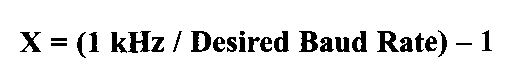 X = (1 kHz / Desired Baud Rate) – 1